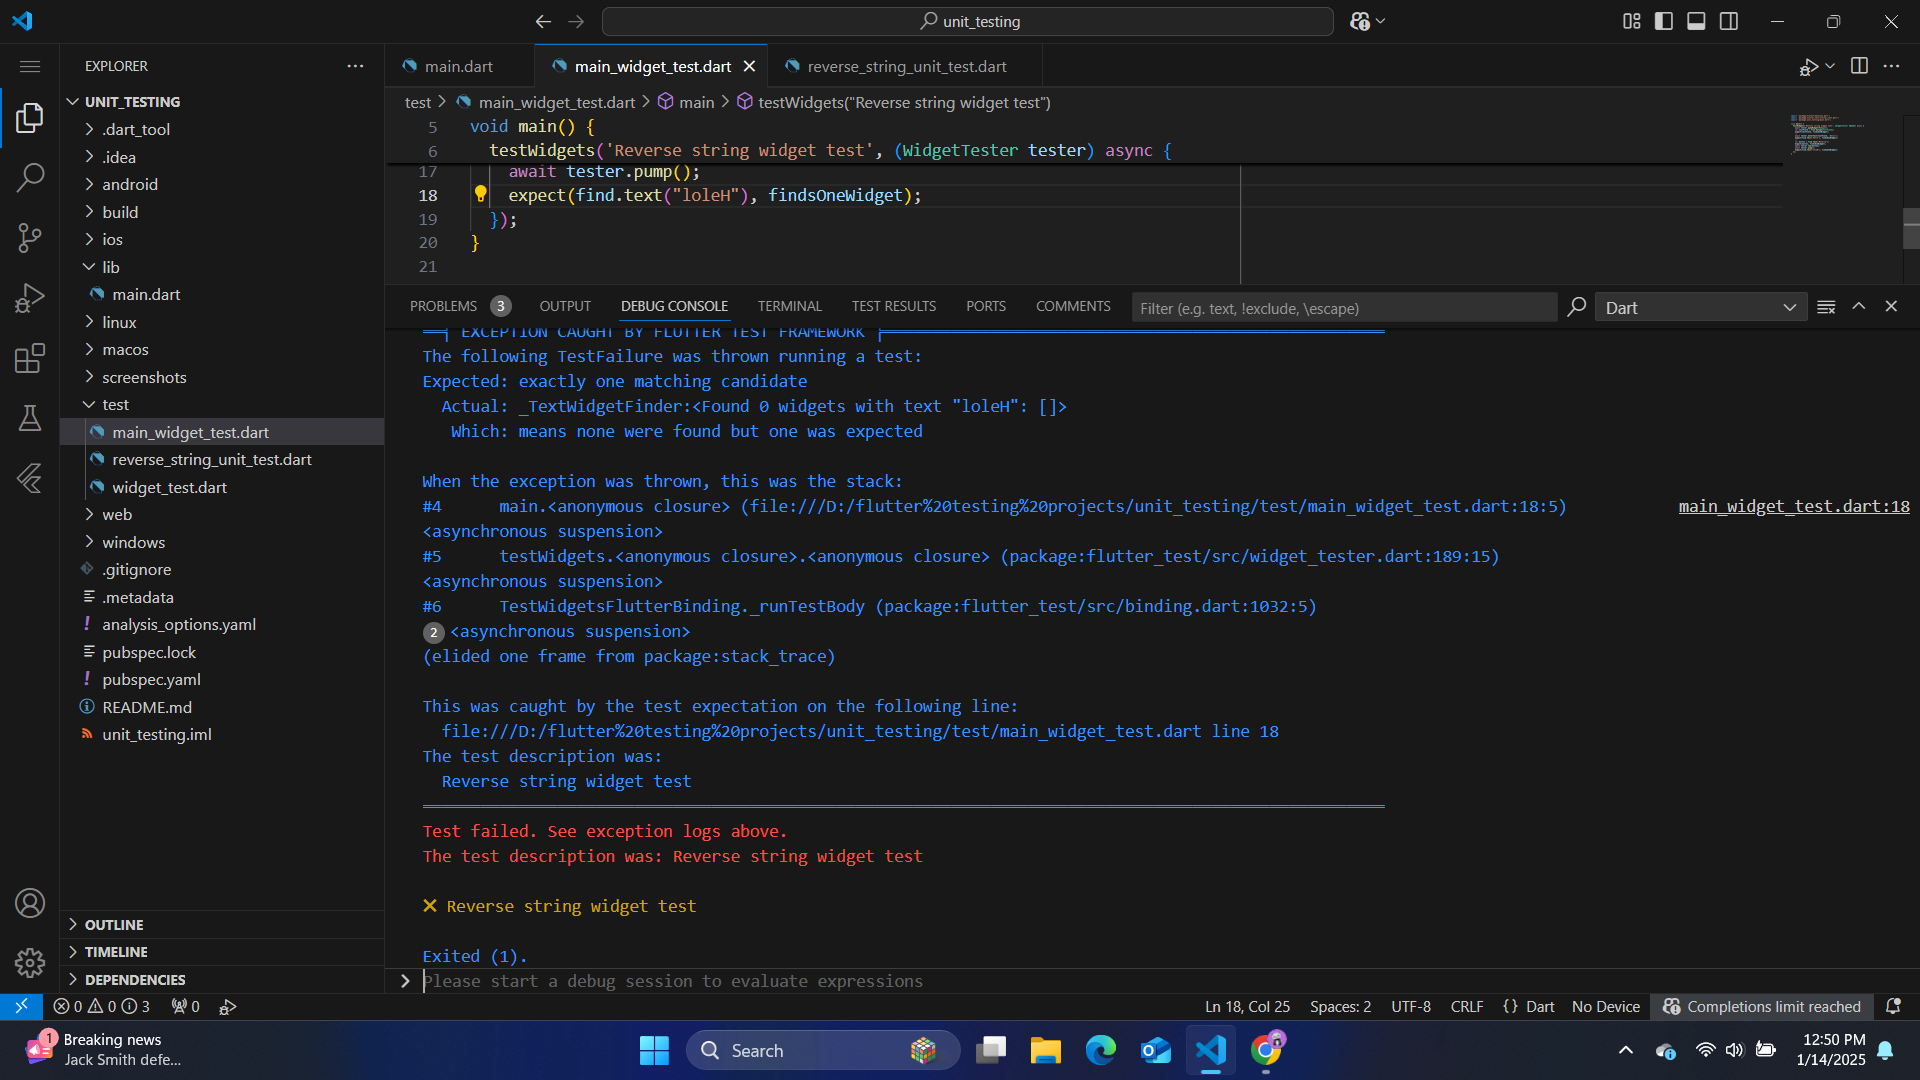 unit_testing
EXPLORER
UNIT_TESTING
.dart_tool
.idea
android
build
ios
lib
main.dart
linux
macos
screenshots
test
main_widget_test.dart
reverse_string_unit_test.dart
widget_test.dart
web
windows
.gitignore
.metadata
analysis_options.yaml
pubspec.lock
pubspec.yaml
README.md
unit_testing.iml
OUTLINE
TIMELINE
DEPENDENCIES
main.dart
main_widget_test.dart
reverse_string_unit_test.dart
test > main_widget_test.dart > main > testWidgets("Reverse string widget test")
5 void main() {
6 testWidgets('Reverse string widget test', (WidgetTester tester) async {
17 await tester.pump();
18 expect(find.text("loleH"), findsOneWidget);
19 });
20 }
21
PROBLEMS 3 OUTPUT DEBUG CONSOLE TERMINAL TEST RESULTS PORTS COMMENTS Filter (e.g. text, !exclude, \escape) Dart
══╡ EXCEPTION CAUGHT BY FLUTTER TEST FRAMEWORK ╞══
The following TestFailure was thrown running a test:
Expected: exactly one matching candidate
Actual: _TextWidgetFinder:<Found 0 widgets with text "loleH": []>
Which: means none were found but one was expected
When the exception was thrown, this was the stack:
#4 main.<anonymous closure> (file:///D:/flutter%20testing%20projects/unit_testing/test/main_widget_test.dart:18:5) main_widget_test.dart:18
<asynchronous suspension>
#5 testWidgets.<anonymous closure>.<anonymous closure> (package:flutter_test/src/widget_tester.dart:189:15)
<asynchronous suspension>
#6 TestWidgetsFlutterBinding._runTestBody (package:flutter_test/src/binding.dart:1032:5)
2 <asynchronous suspension>
(elided one frame from package:stack_trace)
This was caught by the test expectation on the following line:
file:///D:/flutter%20testing%20projects/unit_testing/test/main_widget_test.dart line 18
The test description was:
Reverse string widget test
Test failed. See exception logs above.
The test description was: Reverse string widget test
✖ Reverse string widget test
Exited (1).
> Please start a debug session to evaluate expressions
0 0 3 0 Ln 18, Col 25 Spaces: 2 UTF-8 CRLF {} Dart No Device Completions limit reached
1
Breaking news
Jack Smith defe...
Search
12:50 PM
1/14/2025